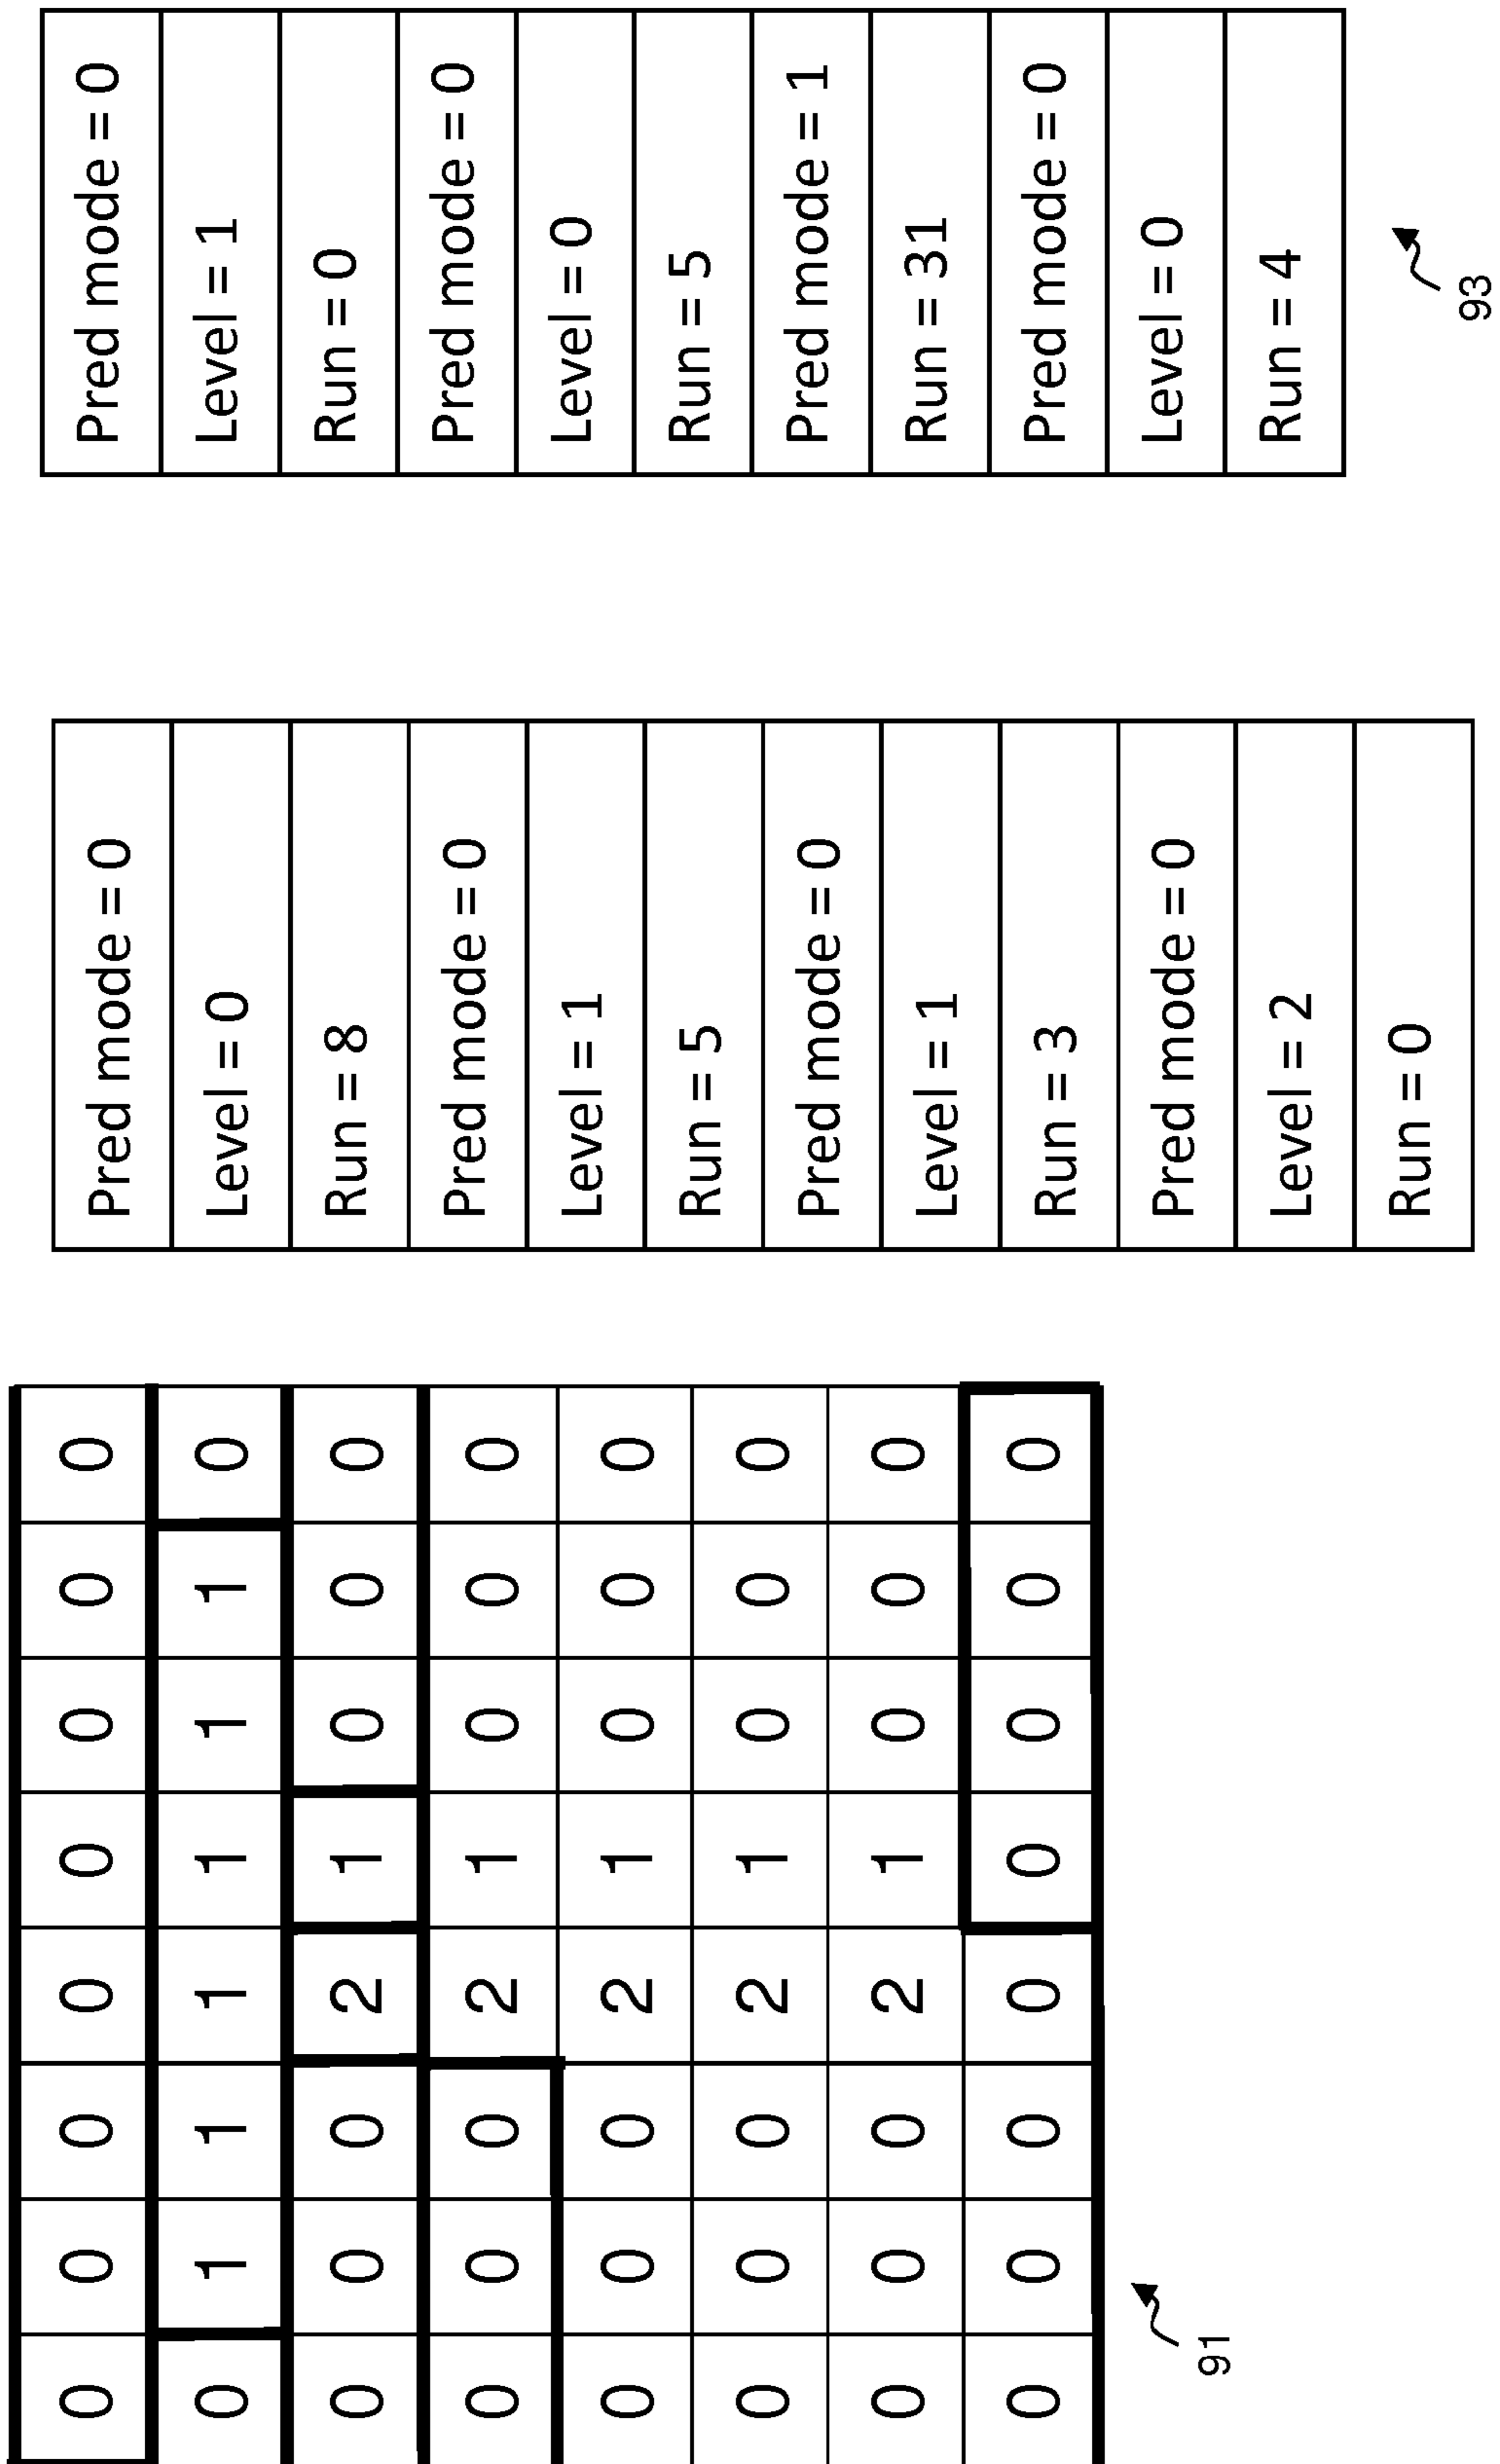 0 0 0 0 0 0 0 0
0 1 1 1 1 1 1 0
0 0 0 2 1 0 0 0
0 0 0 2 1 0 0 0
0 0 0 2 1 0 0 0
0 0 0 2 1 0 0 0
0 0 0 2 1 0 0 0
0 0 0 0 0 0 0 0
91
Pred mode = 0
Level = 0
Run = 8
Pred mode = 0
Level = 1
Run = 5
Pred mode = 0
Level = 1
Run = 3
Pred mode = 0
Level = 2
Run = 0
Pred mode = 0
Level = 1
Run = 0
Pred mode = 0
Level = 0
Run = 5
Pred mode = 1
Run = 31
Pred mode = 0
Level = 0
Run = 4
93